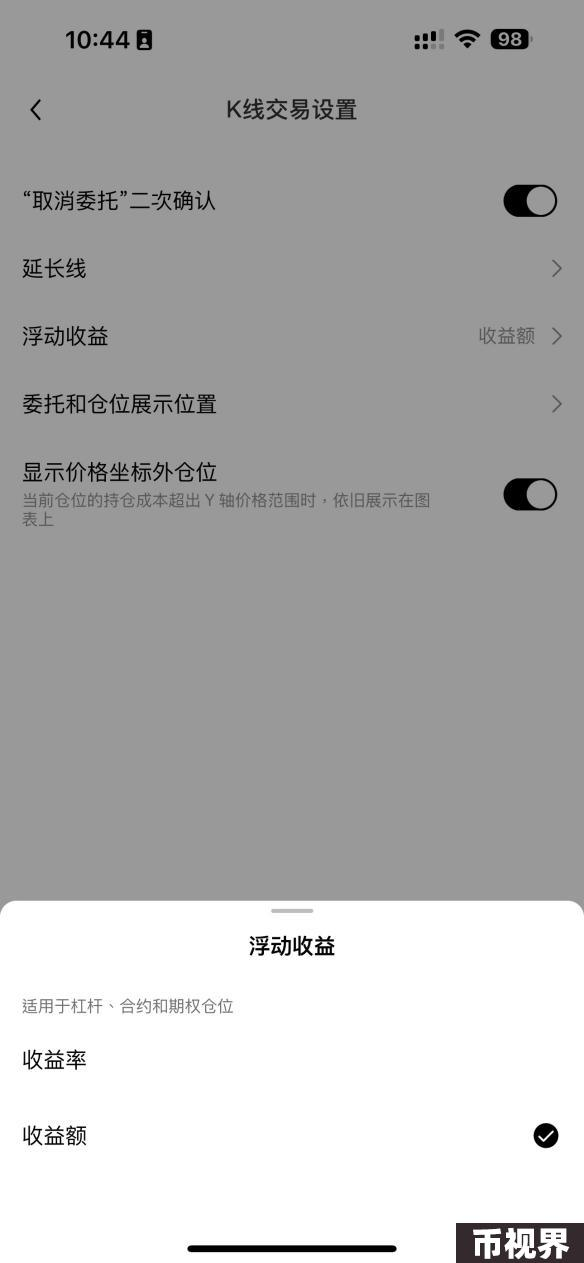 10:44
98
K线交易设置
“取消委托”二次确认
延长线
浮动收益
收益额
委托和仓位展示位置
显示价格坐标外仓位
当前仓位的持仓成本超出 Y 轴价格范围时，依旧展示在图
表上
浮动收益
适用于杠杆、合约和期权仓位
收益率
收益额
币视界